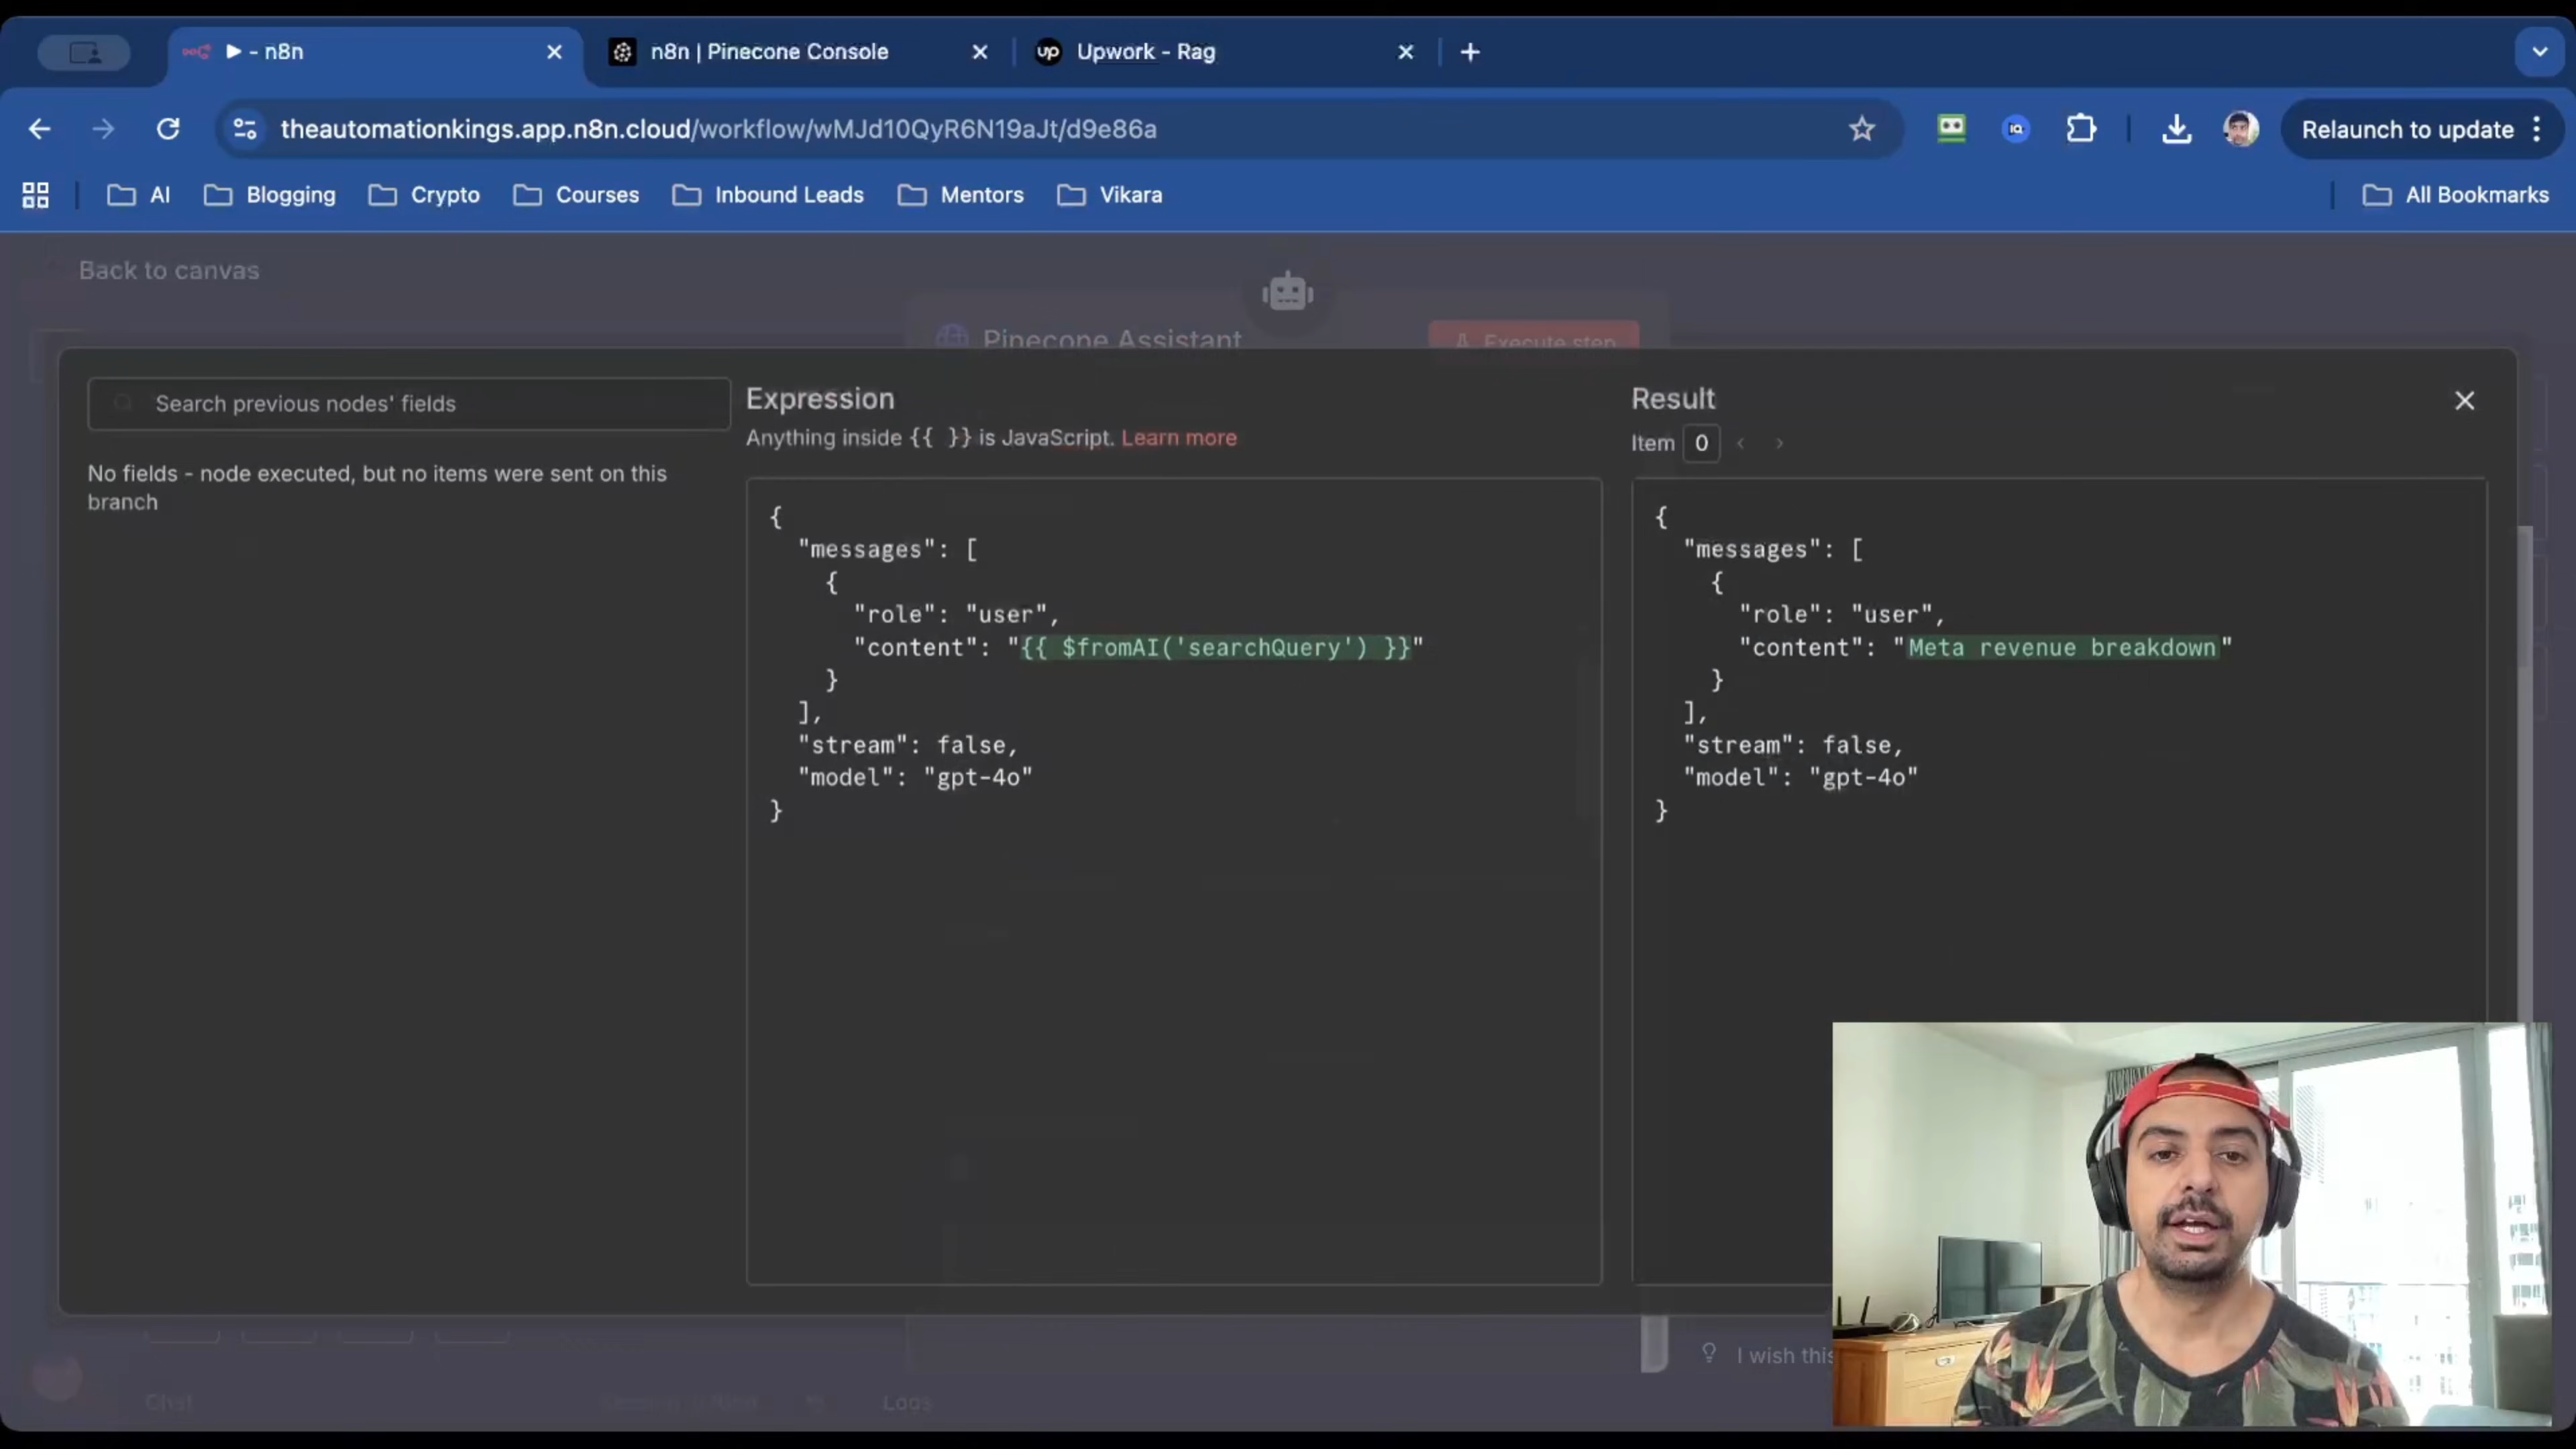 - n8n
n8n | Pinecone Console
up Upwork - Rag
theautomationkings.app.n8n.cloud/workflow/wMJd10QyR6N19aJt/d9e86a
IQ
Relaunch to update
AI
Blogging
Crypto
Courses
Inbound Leads
Mentors
Vikara
All Bookmarks
Back to canvas
Pinecone Assistant
Execute step
Search previous nodes' fields
No fields - node executed, but no items were sent on this
branch
Expression
Anything inside {{ }} is JavaScript. Learn more
{
"messages": [
{
"role": "user",
"content": "{{ $fromAI('searchQuery') }}"
}
],
"stream": false,
"model": "gpt-4o"
}
Result
Item 0
{
"messages": [
{
"role": "user",
"content": "Meta revenue breakdown"
}
],
"stream": false,
"model": "gpt-4o"
}
I wish this
Chat
Logs